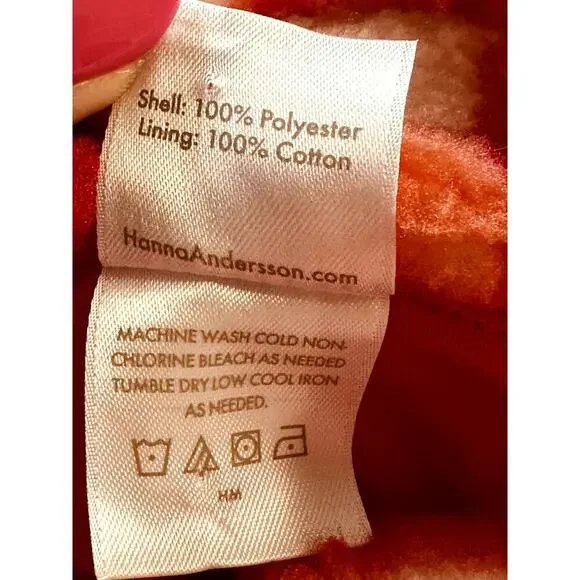 Shell: 100% Polyester
Lining: 100% Cotton
HannaAndersson.com
MACHINE WASH COLD NON-
CHLORINE BLEACH AS NEEDED
TUMBLE DRY LOW COOL IRON
AS NEEDED.
HM